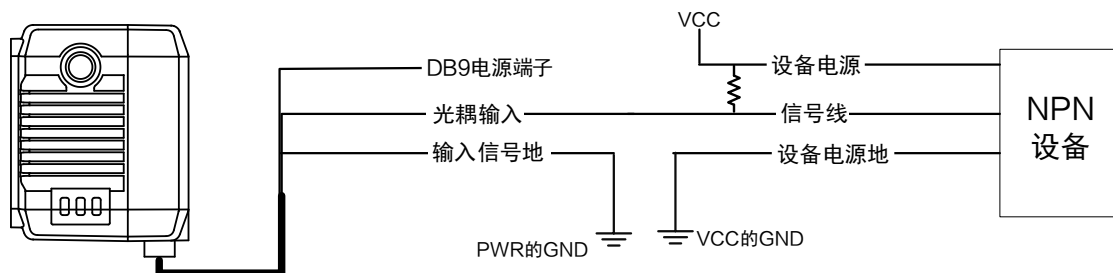 VCC
DB9电源端子
设备电源
光耦输入
信号线
NPN
设备
输入信号地
设备电源地
PWR的GND
VCC的GND